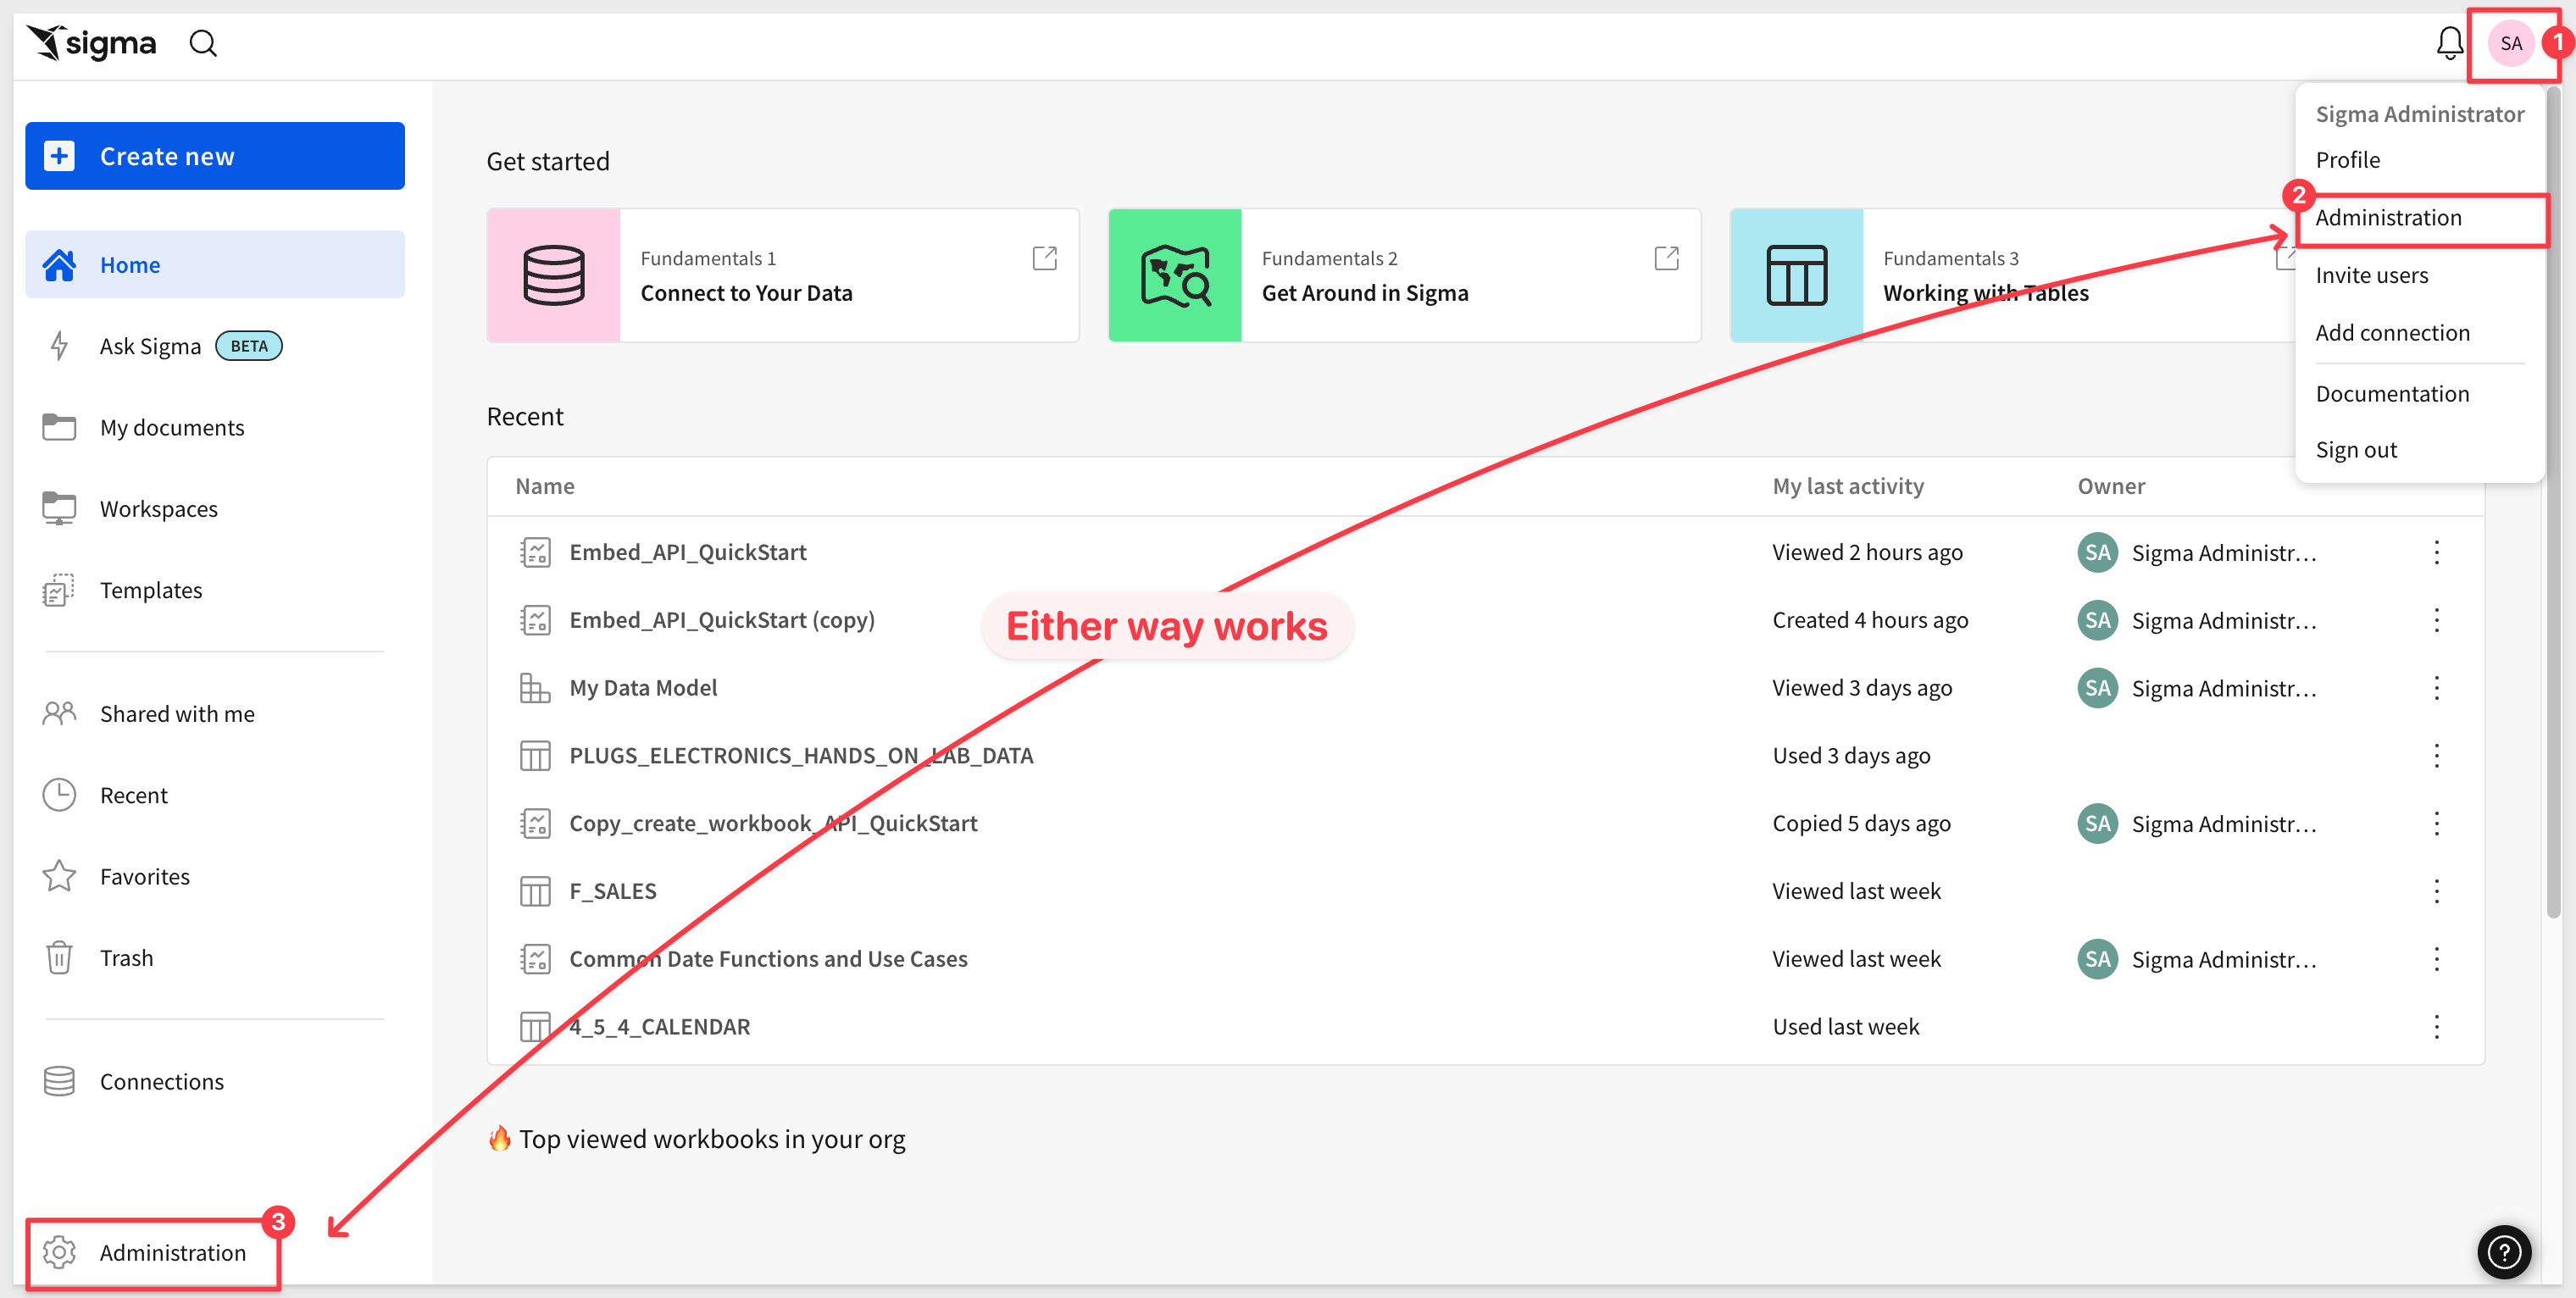 sigma
SA
1
Create new
Home
Ask Sigma BETA
My documents
Workspaces
Templates
Shared with me
Recent
Favorites
Trash
Connections
3
Administration
Get started
Fundamentals 1
Connect to Your Data
Fundamentals 2
Get Around in Sigma
Fundamentals 3
Working with Tables
Sigma Administrator
Profile
2
Administration
Invite users
Add connection
Documentation
Sign out
Recent
Name My last activity Owner
Embed_API_QuickStart Viewed 2 hours ago SA Sigma Administr...
Embed_API_QuickStart (copy) Created 4 hours ago SA Sigma Administr...
Either way works
My Data Model Viewed 3 days ago SA Sigma Administr...
PLUGS_ELECTRONICS_HANDS_ON_LAB_DATA Used 3 days ago
Copy_create_workbook_API_QuickStart Copied 5 days ago SA Sigma Administr...
F_SALES Viewed last week
Common Date Functions and Use Cases Viewed last week SA Sigma Administr...
4_5_4_CALENDAR Used last week
🔥 Top viewed workbooks in your org
?